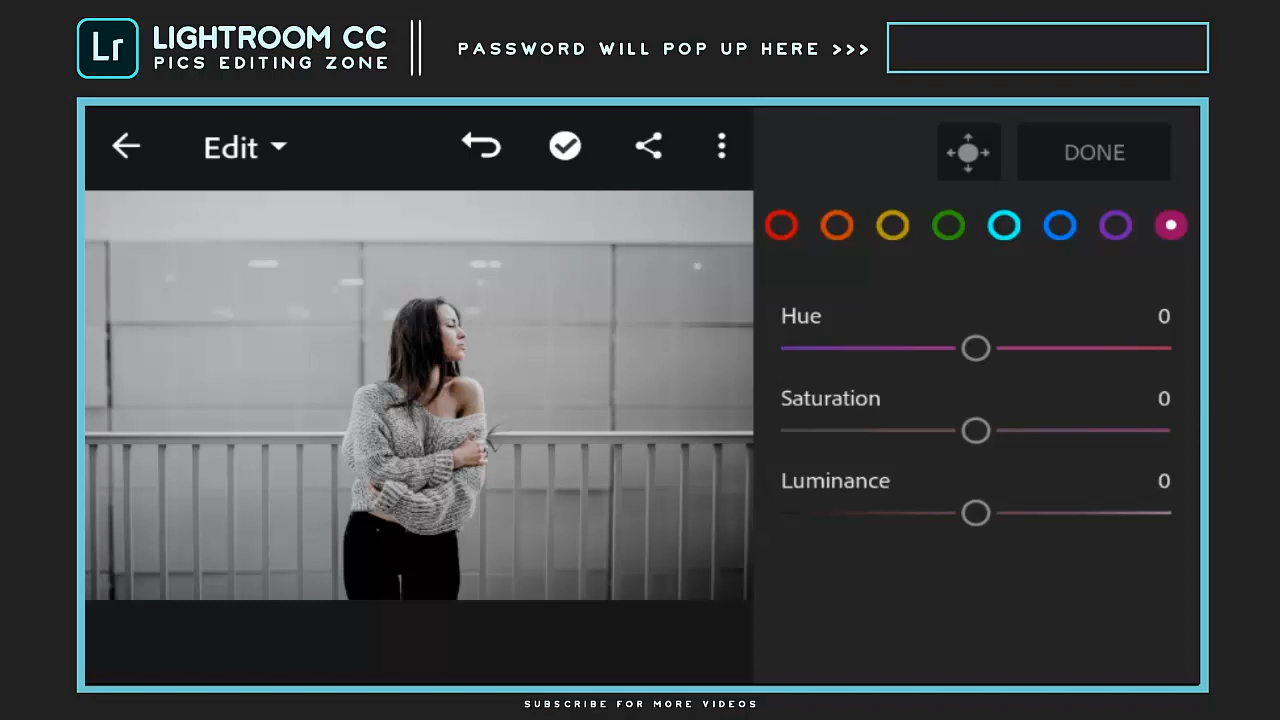 Lr
LIGHTROOM CC
PICS EDITING ZONE
PASSWORD WILL POP UP HERE >>>
Edit
DONE
Hue 0
Saturation 0
Luminance 0
SUBSCRIBE FOR MORE VIDEOS